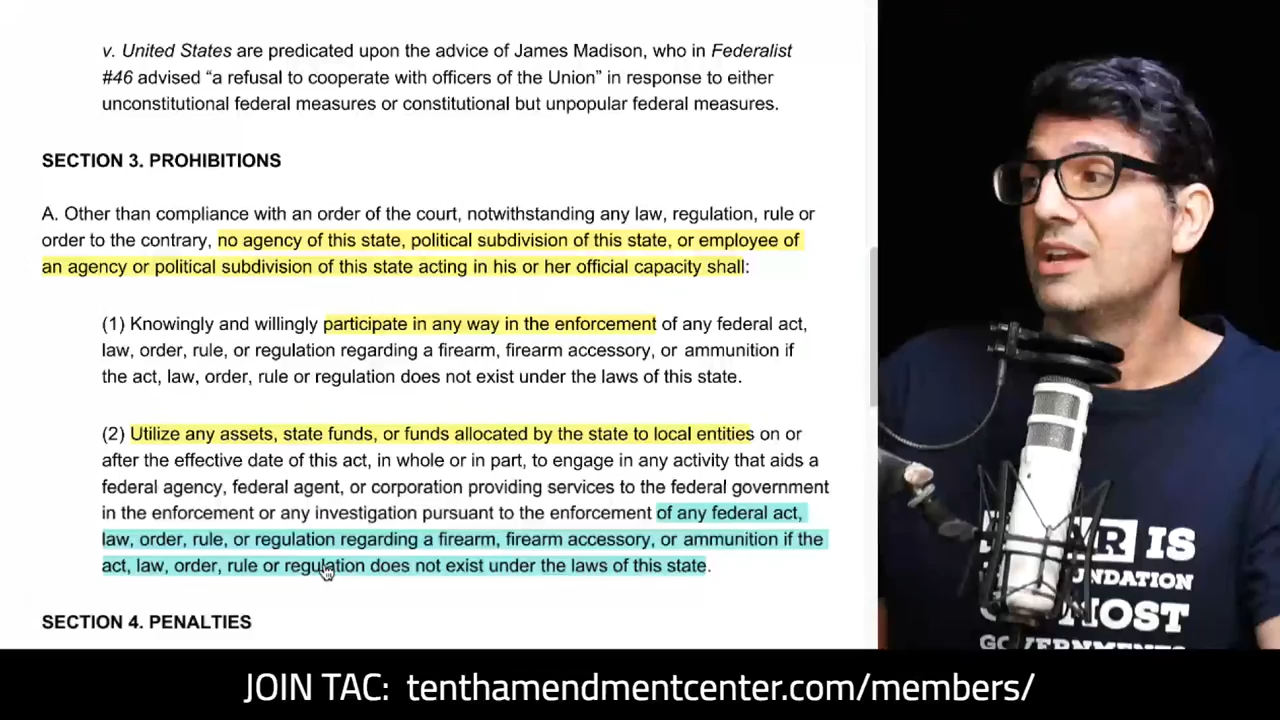 v. United States are predicated upon the advice of James Madison, who in Federalist
#46 advised “a refusal to cooperate with officers of the Union” in response to either
unconstitutional federal measures or constitutional but unpopular federal measures.
SECTION 3. PROHIBITIONS
A. Other than compliance with an order of the court, notwithstanding any law, regulation, rule or
order to the contrary, no agency of this state, political subdivision of this state, or employee of
an agency or political subdivision of this state acting in his or her official capacity shall:
(1) Knowingly and willingly participate in any way in the enforcement of any federal act,
law, order, rule, or regulation regarding a firearm, firearm accessory, or ammunition if
the act, law, order, rule or regulation does not exist under the laws of this state.
(2) Utilize any assets, state funds, or funds allocated by the state to local entities on or
after the effective date of this act, in whole or in part, to engage in any activity that aids a
federal agency, federal agent, or corporation providing services to the federal government
in the enforcement or any investigation pursuant to the enforcement of any federal act,
law, order, rule, or regulation regarding a firearm, firearm accessory, or ammunition if the
act, law, order, rule or regulation does not exist under the laws of this state.
SECTION 4. PENALTIES
IS
MOST
GOVERNMENTS
JOIN TAC: tenthamendmentcenter.com/members/